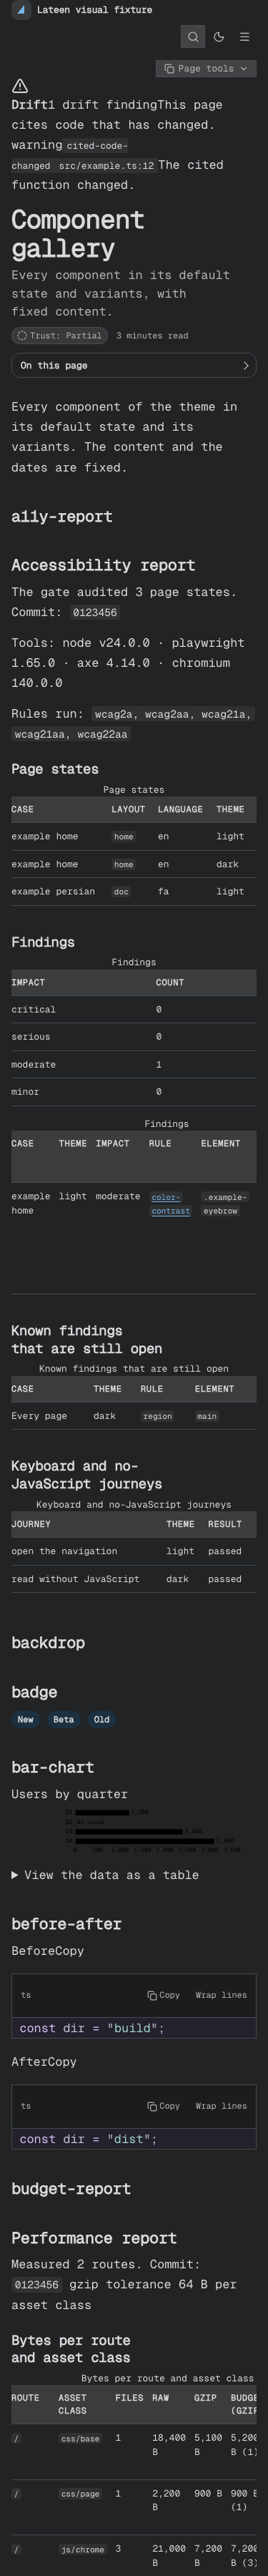 Lateen visual fixture
Page tools
Drift1 drift findingThis page
cites code that has changed.
warning cited-code-
changed src/example.ts:12 The cited
function changed.
Component
gallery
Every component in its default
state and variants, with
fixed content.
Trust: Partial 3 minutes read
On this page
Every component of the theme in
its default state and its
variants. The content and the
dates are fixed.
a11y-report
Accessibility report
The gate audited 3 page states.
Commit: 0123456
Tools: node v24.0.0 · playwright
1.65.0 · axe 4.14.0 · chromium
140.0.0
Rules run: wcag2a, wcag2aa, wcag21a,
wcag21aa, wcag22aa
Page states
Page states
CASE LAYOUT LANGUAGE THEME
example home home en light
example home home en dark
example persian doc fa light
Findings
Findings
IMPACT COUNT
critical 0
serious 0
moderate 1
minor 0
Findings
CASE THEME IMPACT RULE ELEMENT
example light moderate color- .example-
home contrast eyebrow
Known findings
that are still open
Known findings that are still open
CASE THEME RULE ELEMENT
Every page dark region main
Keyboard and no-
JavaScript journeys
Keyboard and no-JavaScript journeys
JOURNEY THEME RESULT
open the navigation light passed
read without JavaScript dark passed
backdrop
badge
New Beta Old
bar-chart
Users by quarter
View the data as a table
before-after
BeforeCopy
ts Copy Wrap lines
const dir = "build";
AfterCopy
ts Copy Wrap lines
const dir = "dist";
budget-report
Performance report
Measured 2 routes. Commit:
0123456 gzip tolerance 64 B per
asset class
Bytes per route
and asset class
Bytes per route and asset class
ROUTE ASSET FILES RAW GZIP BUDGE
CLASS (GZIP
/ css/base 1 18,400 5,100 5,200
B B B (1)
/ css/page 1 2,200 900 B 900 B
B (1)
/ js/chrome 3 21,000 7,200 7,200
B B B (3)